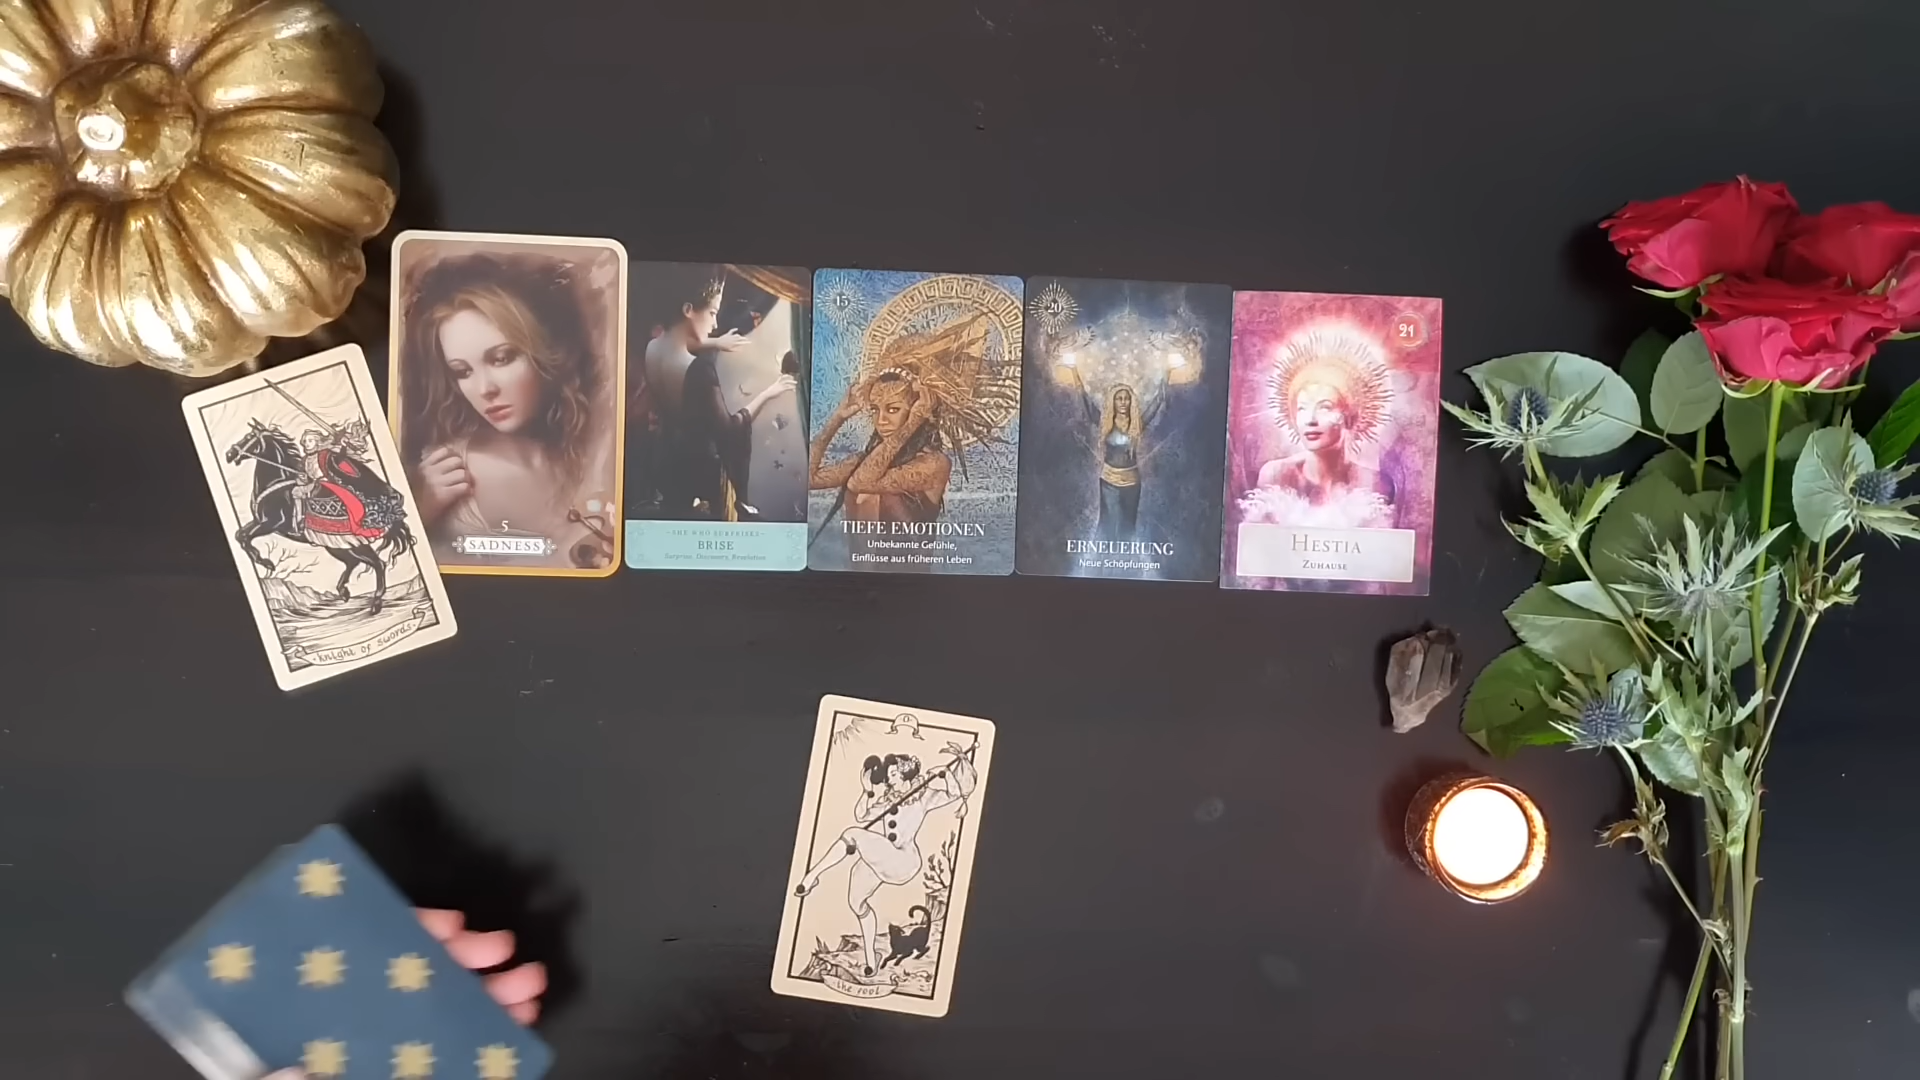 5
SADNESS
- SHE WHO SURPRISES -
BRISE
Surprise, Discovery, Revelation
15
TIEFE EMOTIONEN
Unbekannte Gefühle,
Einflüsse aus früheren Leben
20
ERNEUERUNG
Neue Schöpfungen
21
HESTIA
ZUHAUSE
·knight of swords·
0
·the fool·